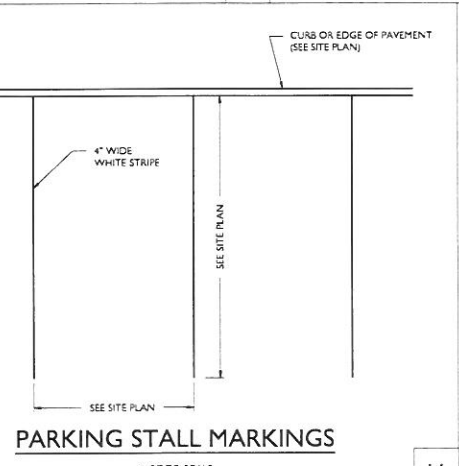 CURB OR EDGE OF PAVEMENT
(SEE SITE PLAN)
4" WIDE
WHITE STRIPE
SEE SITE PLAN
SEE SITE PLAN
PARKING STALL MARKINGS